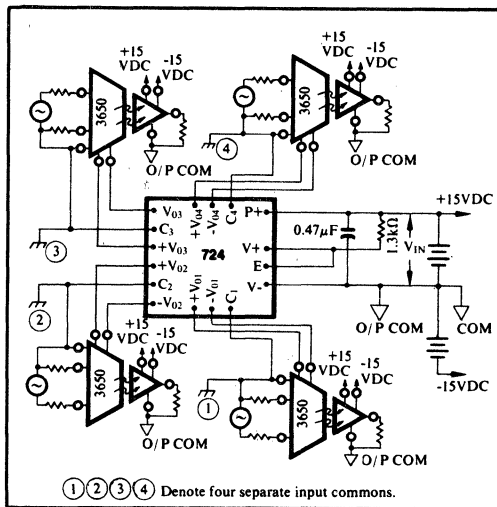 +15
VDC
-15
VDC
3650
O/P COM
3
+15
VDC
-15
VDC
3650
O/P COM
4
-V03
C3
+V03
+V02
C2
-V02
+V04
-V04
C4
724
+V01
-V01
C1
P+
V+
E
V-
0.47μF
1.3kΩ
VIN
+15VDC
O/P COM
COM
-15VDC
2
+15
VDC
-15
VDC
3650
O/P COM
1
+15
VDC
-15
VDC
3650
O/P COM
1 2 3 4 Denote four separate input commons.